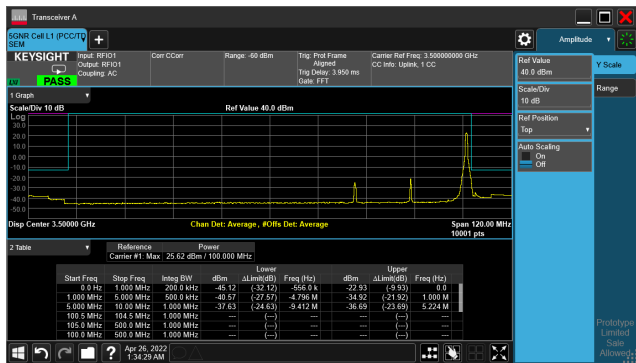 Transceiver A
5GNR Cell L1 (PCC/TD
SEM
Amplitude
KEYSIGHT
Input: RFIO1
Output: RFIO1
Coupling: AC
Corr CCorr
Range: -60 dBm
Trig: Prot Frame
Aligned
Trig Delay: 3.950 ms
Gate: FFT
Carrier Ref Freq: 3.500000000 GHz
CC Info: Uplink, 1 CC
PASS
1 Graph
Scale/Div 10 dB
Ref Value 40.0 dBm
Log
30.0
20.0
10.0
0.00
-10.0
-20.0
-30.0
-40.0
-50.0
Disp Center 3.50000 GHz
Chan Det: Average, #Offs Det: Average
Span 120.00 MHz
10001 pts
2 Table
Reference Power
Carrier #1: Max 25.62 dBm / 100.000 MHz
Lower Upper
Start Freq Stop Freq Integ BW dBm ΔLimit(dB) Freq (Hz) dBm ΔLimit(dB) Freq (Hz)
0.0 Hz 1.000 MHz 200.0 kHz -45.12 (-32.12) -556.0 k -22.93 (-9.93) 0.0
1.000 MHz 5.000 MHz 500.0 kHz -40.57 (-27.57) -4.796 M -34.92 (-21.92) 1.000 M
5.000 MHz 10.00 MHz 1.000 MHz -37.63 (-24.63) -9.412 M -36.69 (-23.69) 5.224 M
100.5 MHz 104.5 MHz 1.000 MHz --- (---) --- --- (---) ---
105.0 MHz 500.0 MHz 1.000 MHz --- (---) --- --- (---) ---
100.0 MHz 500.0 MHz 1.000 MHz --- (---) --- --- (---) ---
Ref Value
40.0 dBm
Scale/Div
10 dB
Ref Position
Top
Auto Scaling
On
Off
Y Scale
Range
Prototype
Limited
Sale
Allowed
Apr 26, 2022
1:34:29 AM